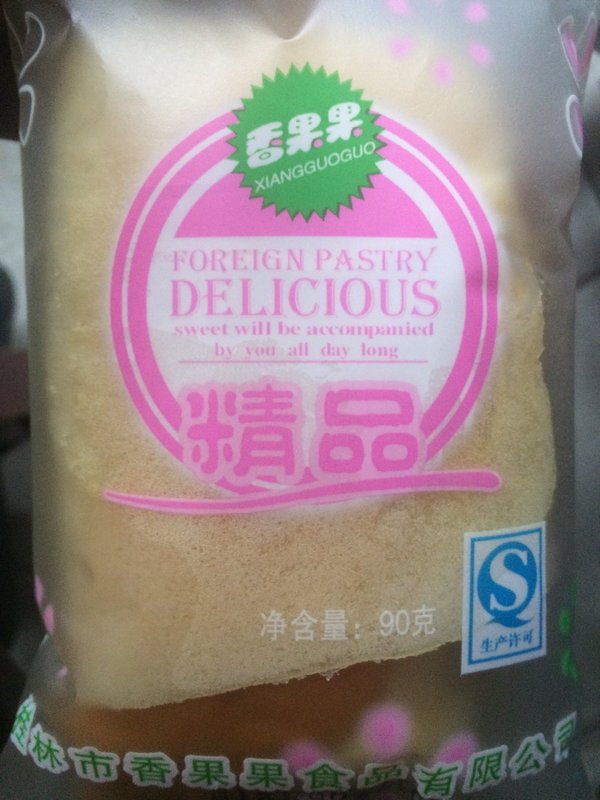 香果果
XIANGGUOGUO
FOREIGN PASTRY
DELICIOUS
sweet will be accompanied
by you all day long
精品
净含量：90克
生产许可
桂林市香果果食品有限公司